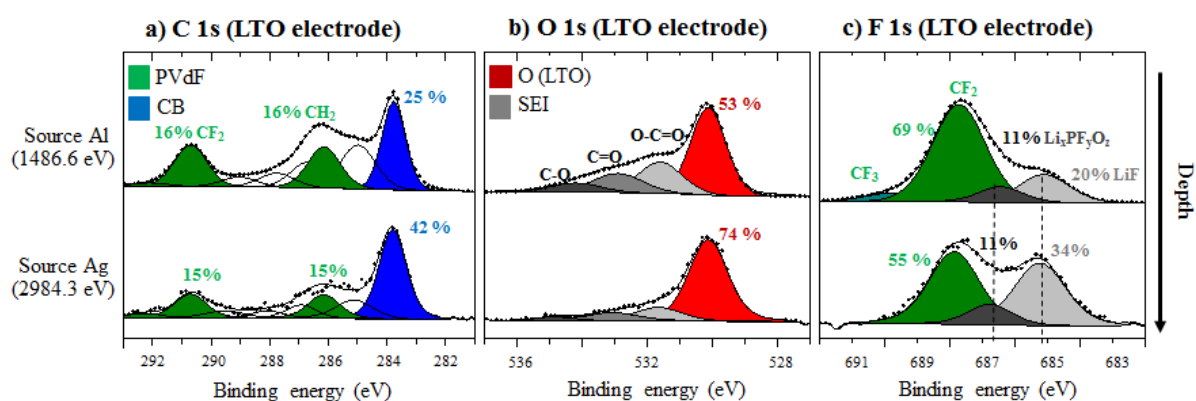 a) C 1s (LTO electrode)
b) O 1s (LTO electrode)
c) F 1s (LTO electrode)
PVdF
CB
25 %
16% CF2
16% CH2
O (LTO)
SEI
53 %
O-C=O
C=O
C-O
CF2
69 %
11% LixPFyO2
20% LiF
CF3
Source Al
(1486.6 eV)
42 %
15%
15%
74 %
55 %
11%
34%
Source Ag
(2984.3 eV)
Depth
292 290 288 286 284 282
536 532 528
691 689 687 685 683
Binding energy (eV)
Binding energy (eV)
Binding energy (eV)